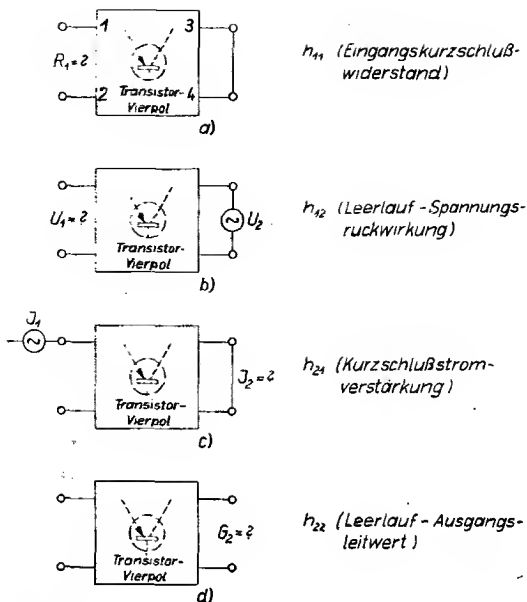 1 3
R₁=?
2 Transistor- 4
Vierpol
a)
h₁₁ (Eingangskurzschluß-
widerstand)
U₁=?
U₂
Transistor-
Vierpol
b)
h₁₂ (Leerlauf-Spannungs-
ruckwirkung)
J₁
J₂=?
Transistor-
Vierpol
c)
h₂₁ (Kurzschlußstrom-
verstärkung)
G₂=?
Transistor-
Vierpol
d)
h₂₂ (Leerlauf-Ausgangs-
leitwert)